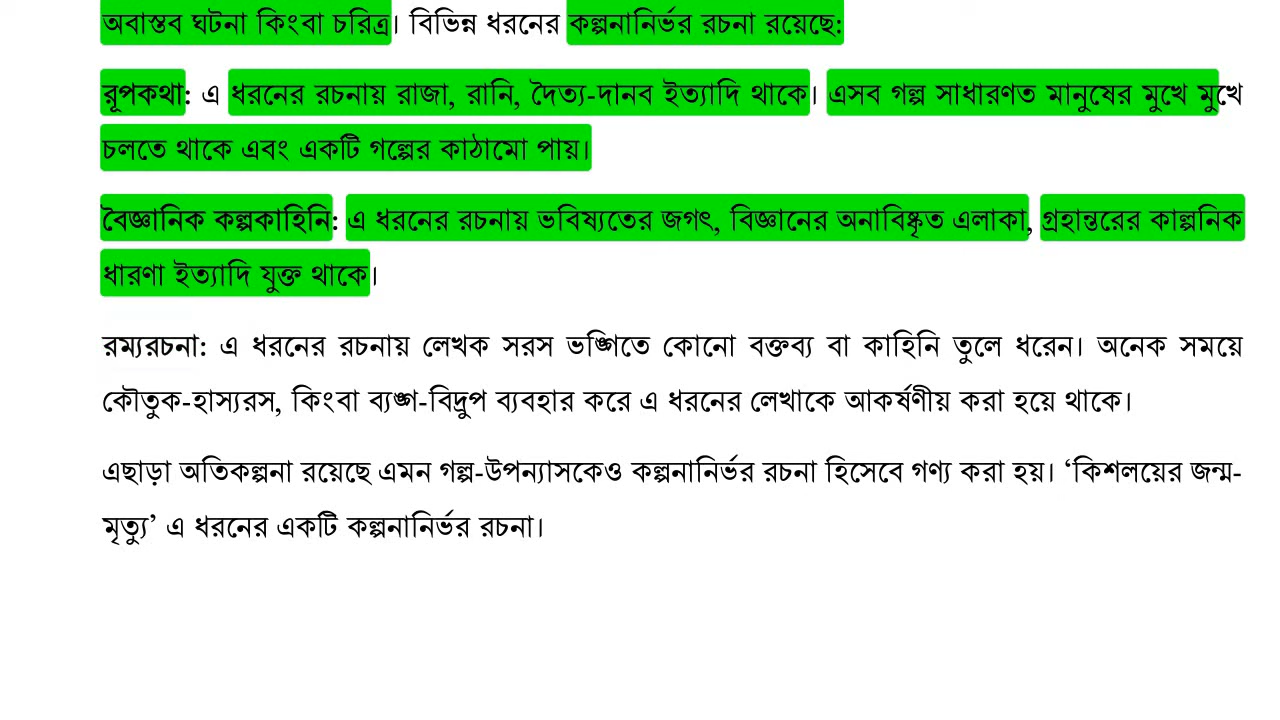 অবাস্তব ঘটনা কিংবা চরিত্র। বিভিন্ন ধরনের কল্পনানির্ভর রচনা রয়েছে:
রূপকথা: এ ধরনের রচনায় রাজা, রানি, দৈত্য-দানব ইত্যাদি থাকে। এসব গল্প সাধারণত মানুষের মুখে মুখে
চলতে থাকে এবং একটি গল্পের কাঠামো পায়।
বৈজ্ঞানিক কল্পকাহিনি: এ ধরনের রচনায় ভবিষ্যতের জগৎ, বিজ্ঞানের অনাবিষ্কৃত এলাকা, গ্রহান্তরের কাল্পনিক
ধারণা ইত্যাদি যুক্ত থাকে।
রম্যরচনা: এ ধরনের রচনায় লেখক সরস ভঙ্গিতে কোনো বক্তব্য বা কাহিনি তুলে ধরেন। অনেক সময়ে
কৌতুক-হাস্যরস, কিংবা ব্যঙ্গ-বিদ্রুপ ব্যবহার করে এ ধরনের লেখাকে আকর্ষণীয় করা হয়ে থাকে।
এছাড়া অতিকল্পনা রয়েছে এমন গল্প-উপন্যাসকেও কল্পনানির্ভর রচনা হিসেবে গণ্য করা হয়। ‘কিশলয়ের জন্ম-
মৃত্যু’ এ ধরনের একটি কল্পনানির্ভর রচনা।